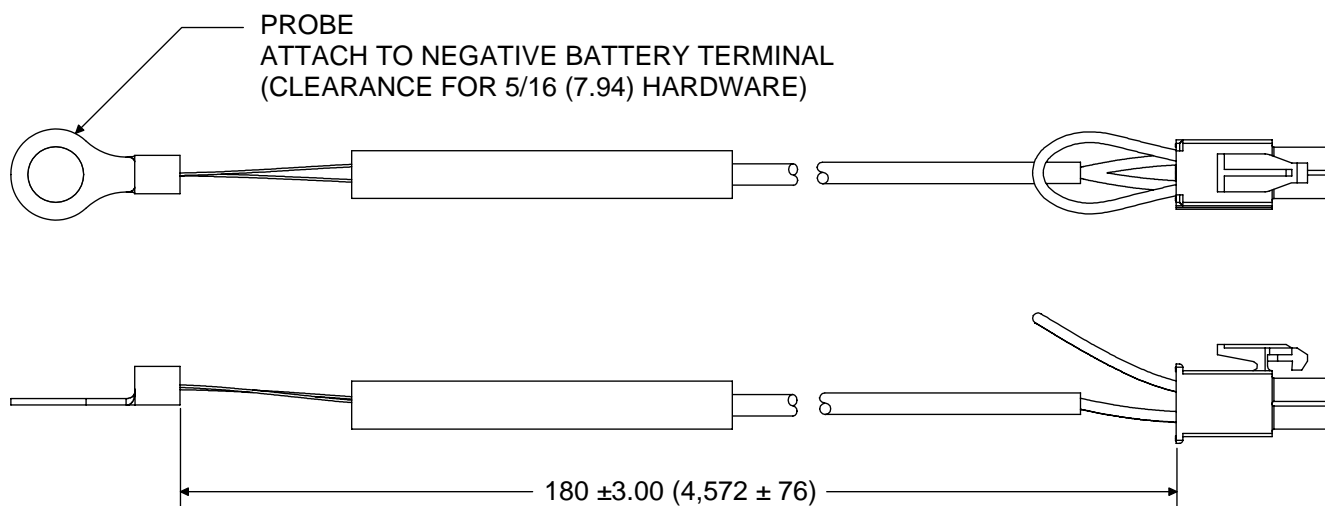 PROBE
ATTACH TO NEGATIVE BATTERY TERMINAL
(CLEARANCE FOR 5/16 (7.94) HARDWARE)
180 ±3.00 (4,572 ± 76)